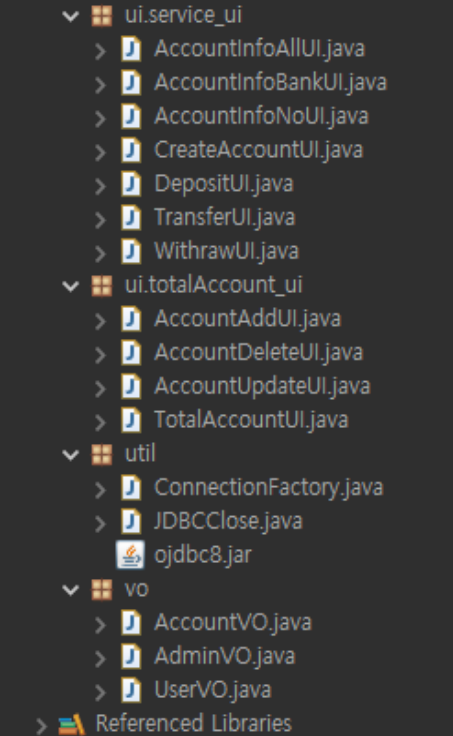 ui.service_ui
AccountInfoAllUI.java
AccountInfoBankUI.java
AccountInfoNoUI.java
CreateAccountUI.java
DepositUI.java
TransferUI.java
WithrawUI.java
ui.totalAccount_ui
AccountAddUI.java
AccountDeleteUI.java
AccountUpdateUI.java
TotalAccountUI.java
util
ConnectionFactory.java
JDBCClose.java
ojdbc8.jar
vo
AccountVO.java
AdminVO.java
UserVO.java
Referenced Libraries